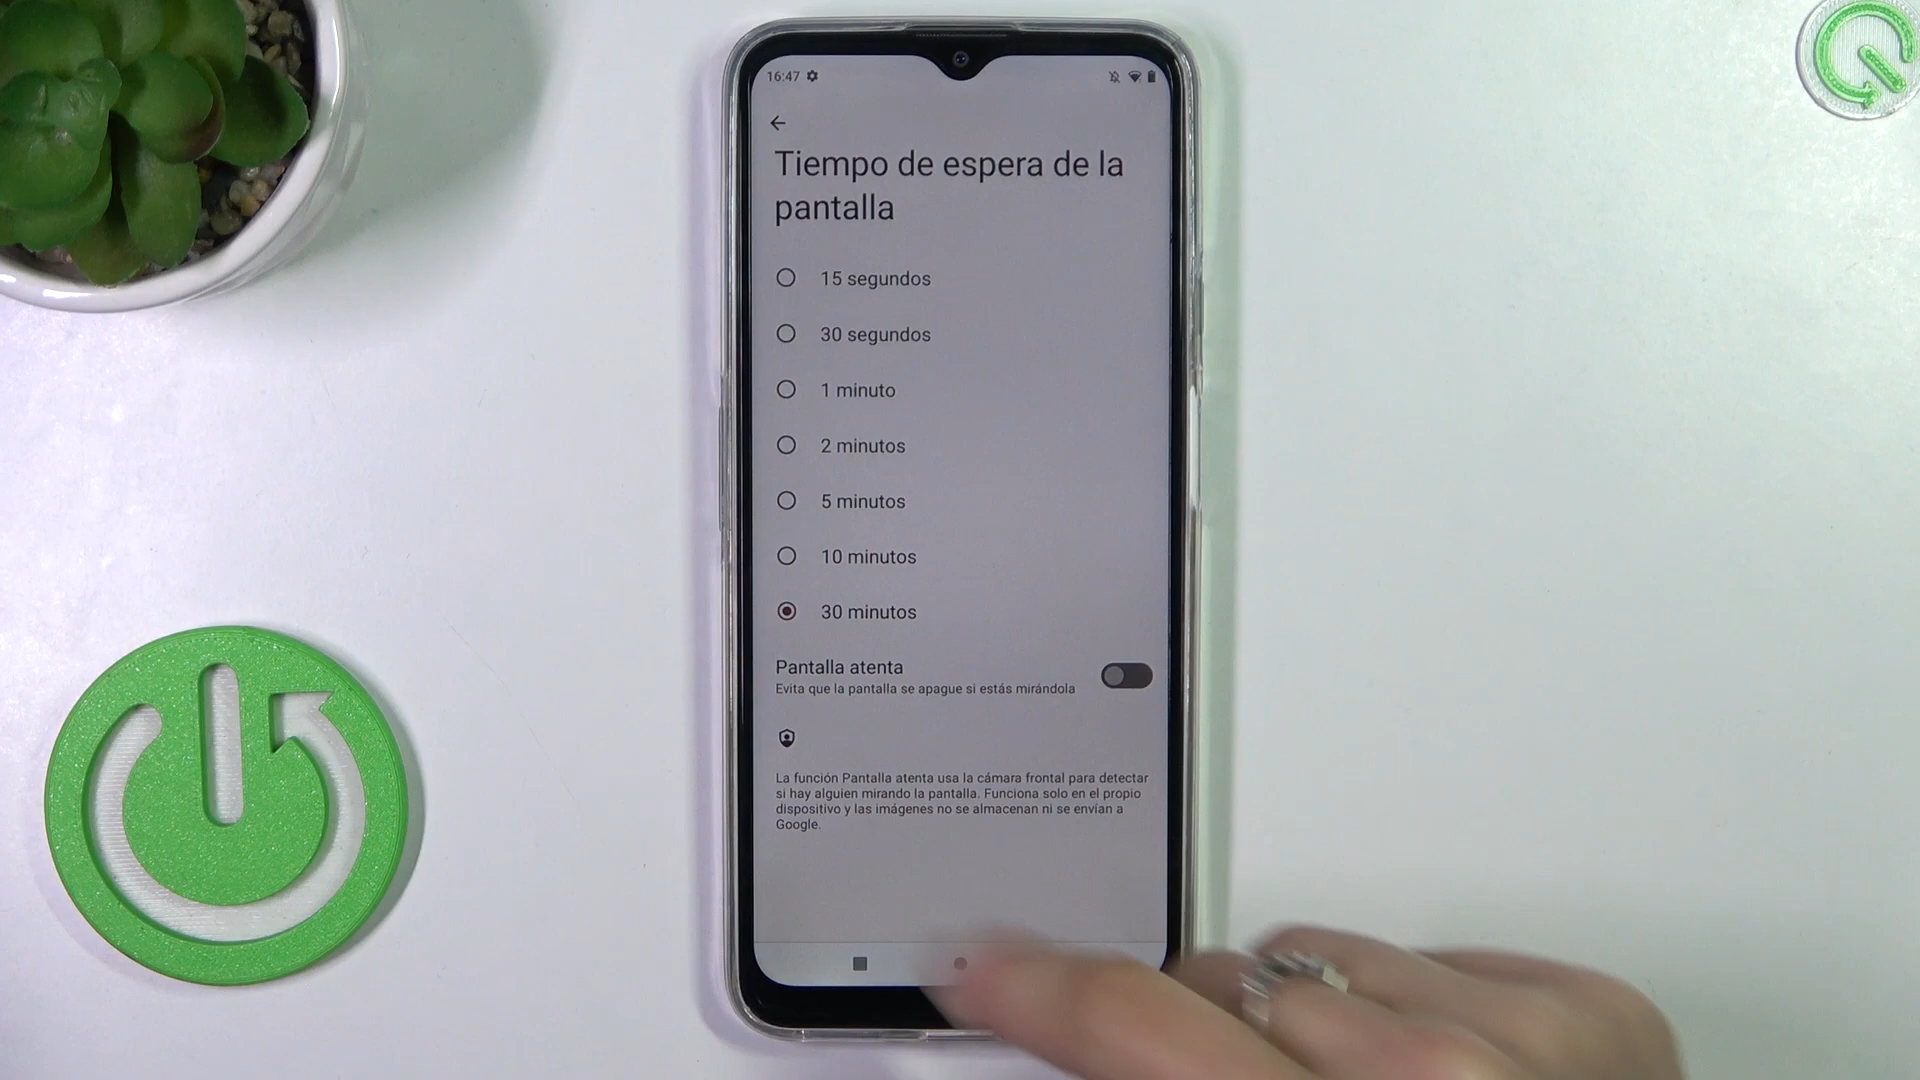 16:47
Tiempo de espera de la
pantalla
15 segundos
30 segundos
1 minuto
2 minutos
5 minutos
10 minutos
30 minutos
Pantalla atenta
Evita que la pantalla se apague si estás mirándola
La función Pantalla atenta usa la cámara frontal para detectar
si hay alguien mirando la pantalla. Funciona solo en el propio
dispositivo y las imágenes no se almacenan ni se envían a
Google.